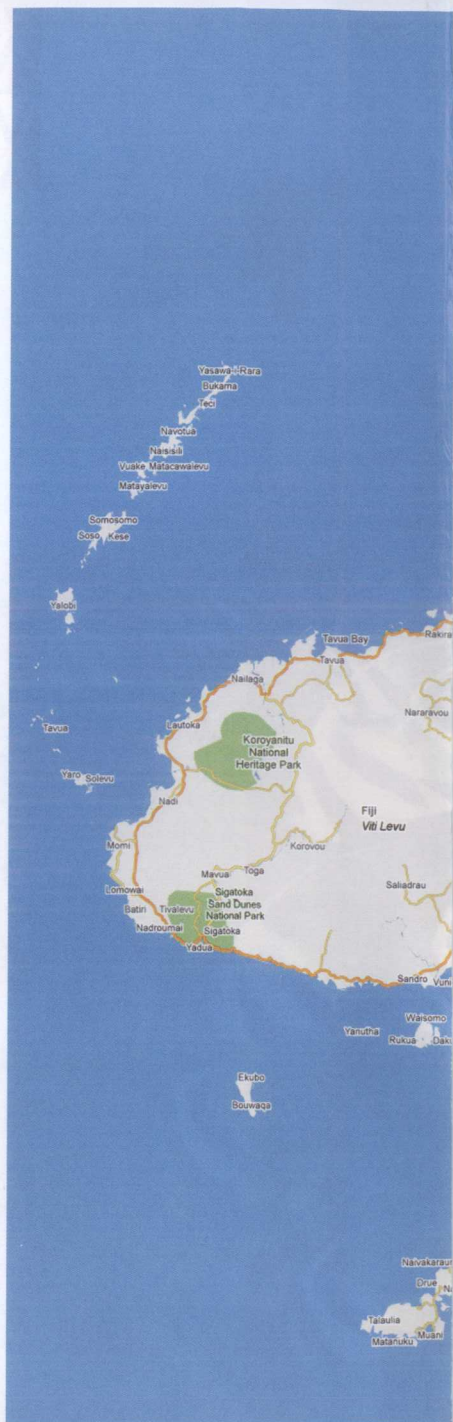 Yasawa-i-Rara
Bukama
Teci
Navotua
Naisisili
Vuake Matacawalevu
Matayalevu
Somosomo
Soso Kese
Yalobi
Tavua Bay
Rakira
Tavua
Nailaga
Nararavou
Tavua
Lautoka
Koroyanitu
National
Heritage Park
Yaro Solevu
Nadi
Fiji
Viti Levu
Momi
Korovou
Mavua Toga
Lomowai
Saliadrau
Sigatoka
Sand Dunes
National Park
Batiri Tivalevu
Nadroumai Sigatoka
Yadua
Sandro Vuni
Waisomo
Yanutha
Rukua Daku
Ekubo
Bouwaqa
Naivakarau
Drue Na
Talaulia
Matanuku Muani